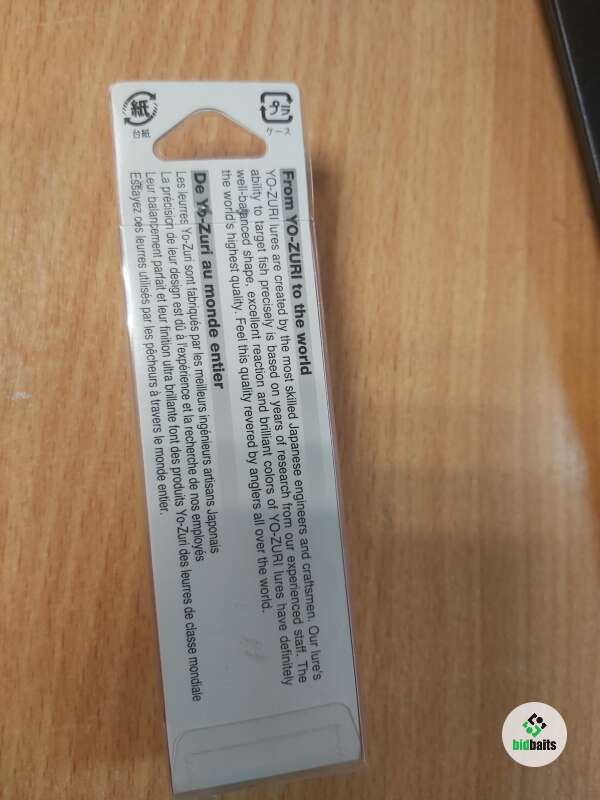 紙
台紙
プラ
ケース
From YO-ZURI to the world
YO-ZURI lures are created by the most skilled Japanese engineers and craftsmen. Our lure's
ability to target fish precisely is based on years of research from our experienced staff. The
well-balanced shape, excellent reaction and brilliant colors of YO-ZURI lures have definitely
the world's highest quality. Feel this quality revered by anglers all over the world.
De Yo-Zuri au monde entier
Les leurres Yo-Zuri sont fabriqués par les meilleurs ingénieurs artisans Japonais
La précision de leur design est dû à l'expérience et la recherche de nos employés
Leur balancement parfait et leur finition ultra brillante font des produits Yo-Zuri des leurres de classe mondiale
Essayez ces leurres utilisés par les pêcheurs à travers le monde entier.
bidbaits